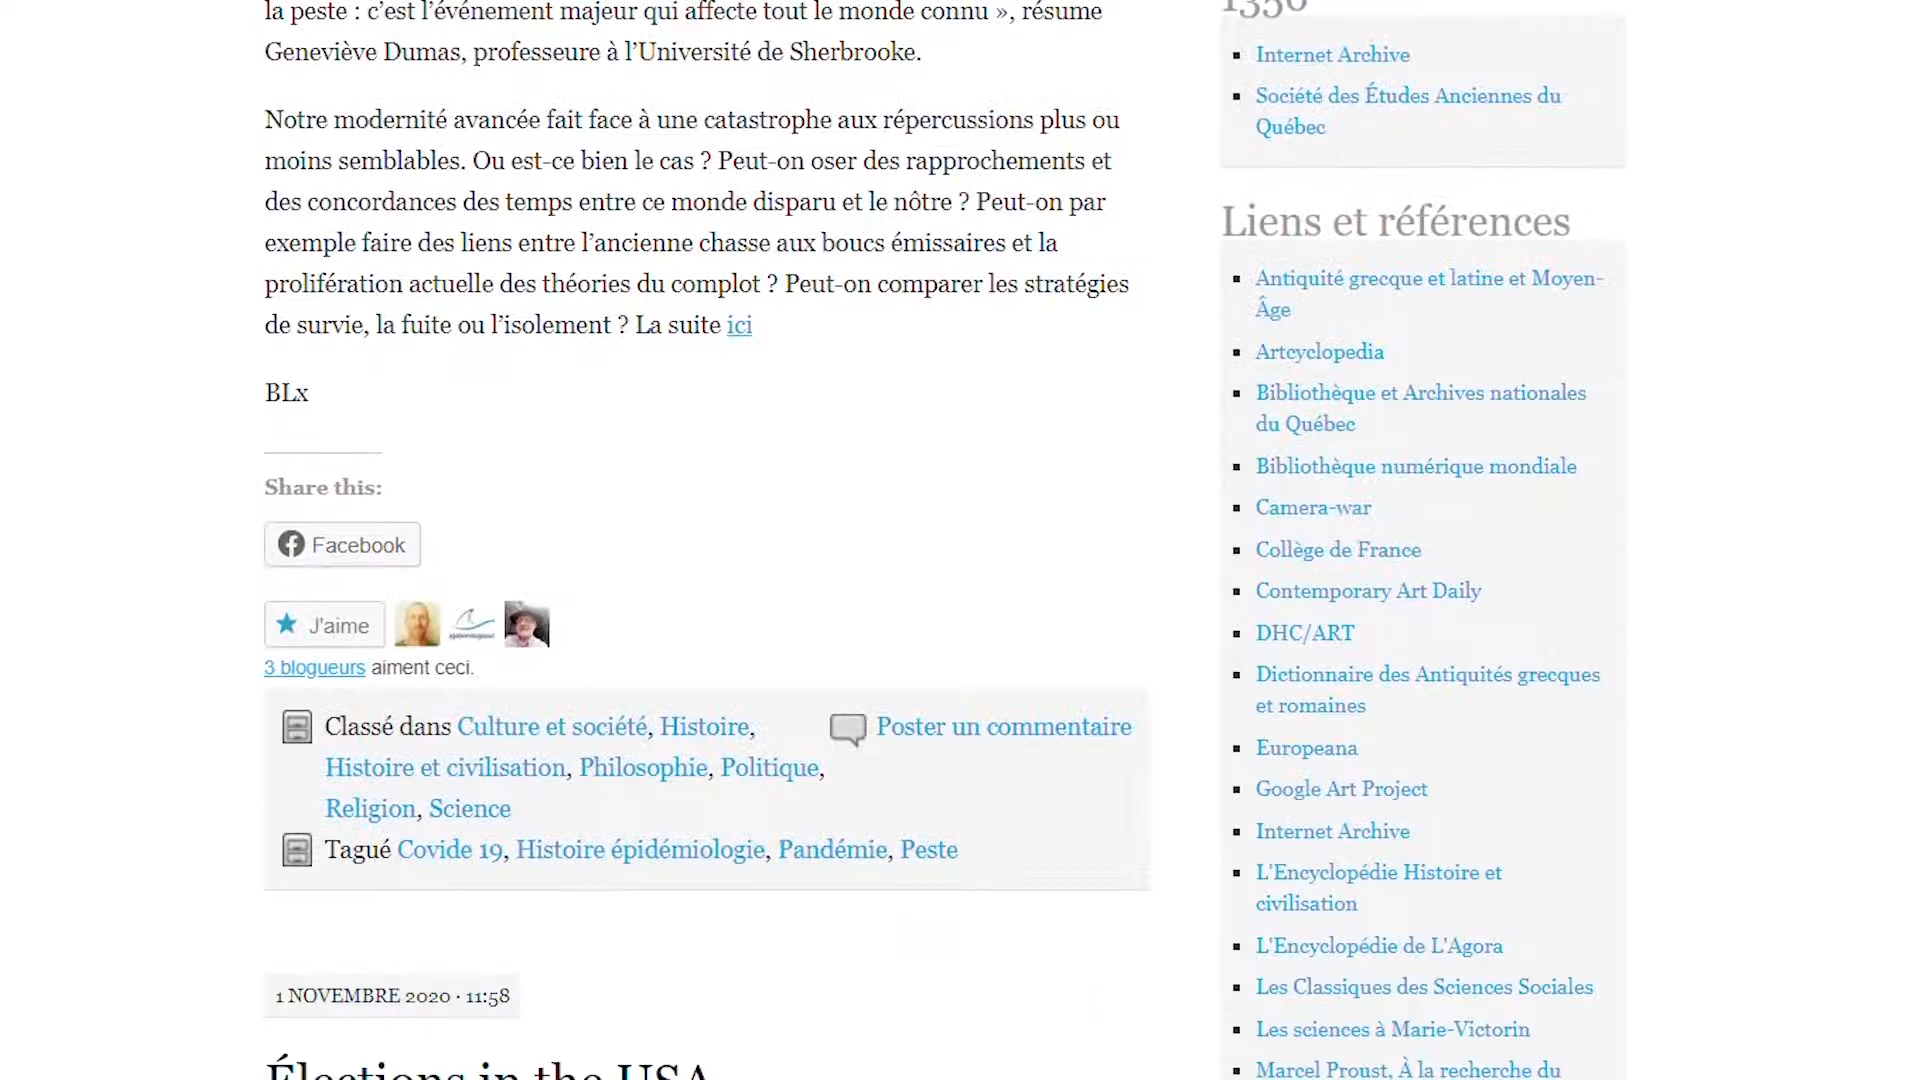 la peste : c’est l’événement majeur qui affecte tout le monde connu », résume
Geneviève Dumas, professeure à l’Université de Sherbrooke.
Notre modernité avancée fait face à une catastrophe aux répercussions plus ou
moins semblables. Ou est-ce bien le cas ? Peut-on oser des rapprochements et
des concordances des temps entre ce monde disparu et le nôtre ? Peut-on par
exemple faire des liens entre l’ancienne chasse aux boucs émissaires et la
prolifération actuelle des théories du complot ? Peut-on comparer les stratégies
de survie, la fuite ou l’isolement ? La suite ici
BLx
Share this:
Facebook
J'aime
3 blogueurs aiment ceci.
Classé dans Culture et société, Histoire,
Histoire et civilisation, Philosophie, Politique,
Religion, Science
Poster un commentaire
Tagué Covide 19, Histoire épidémiologie, Pandémie, Peste
1 NOVEMBRE 2020 · 11:58
Élections in the USA
1350
Internet Archive
Société des Études Anciennes du
Québec
Liens et références
Antiquité grecque et latine et Moyen-
Âge
Artcyclopedia
Bibliothèque et Archives nationales
du Québec
Bibliothèque numérique mondiale
Camera-war
Collège de France
Contemporary Art Daily
DHC/ART
Dictionnaire des Antiquités grecques
et romaines
Europeana
Google Art Project
Internet Archive
L'Encyclopédie Histoire et
civilisation
L'Encyclopédie de L'Agora
Les Classiques des Sciences Sociales
Les sciences à Marie-Victorin
Marcel Proust, À la recherche du